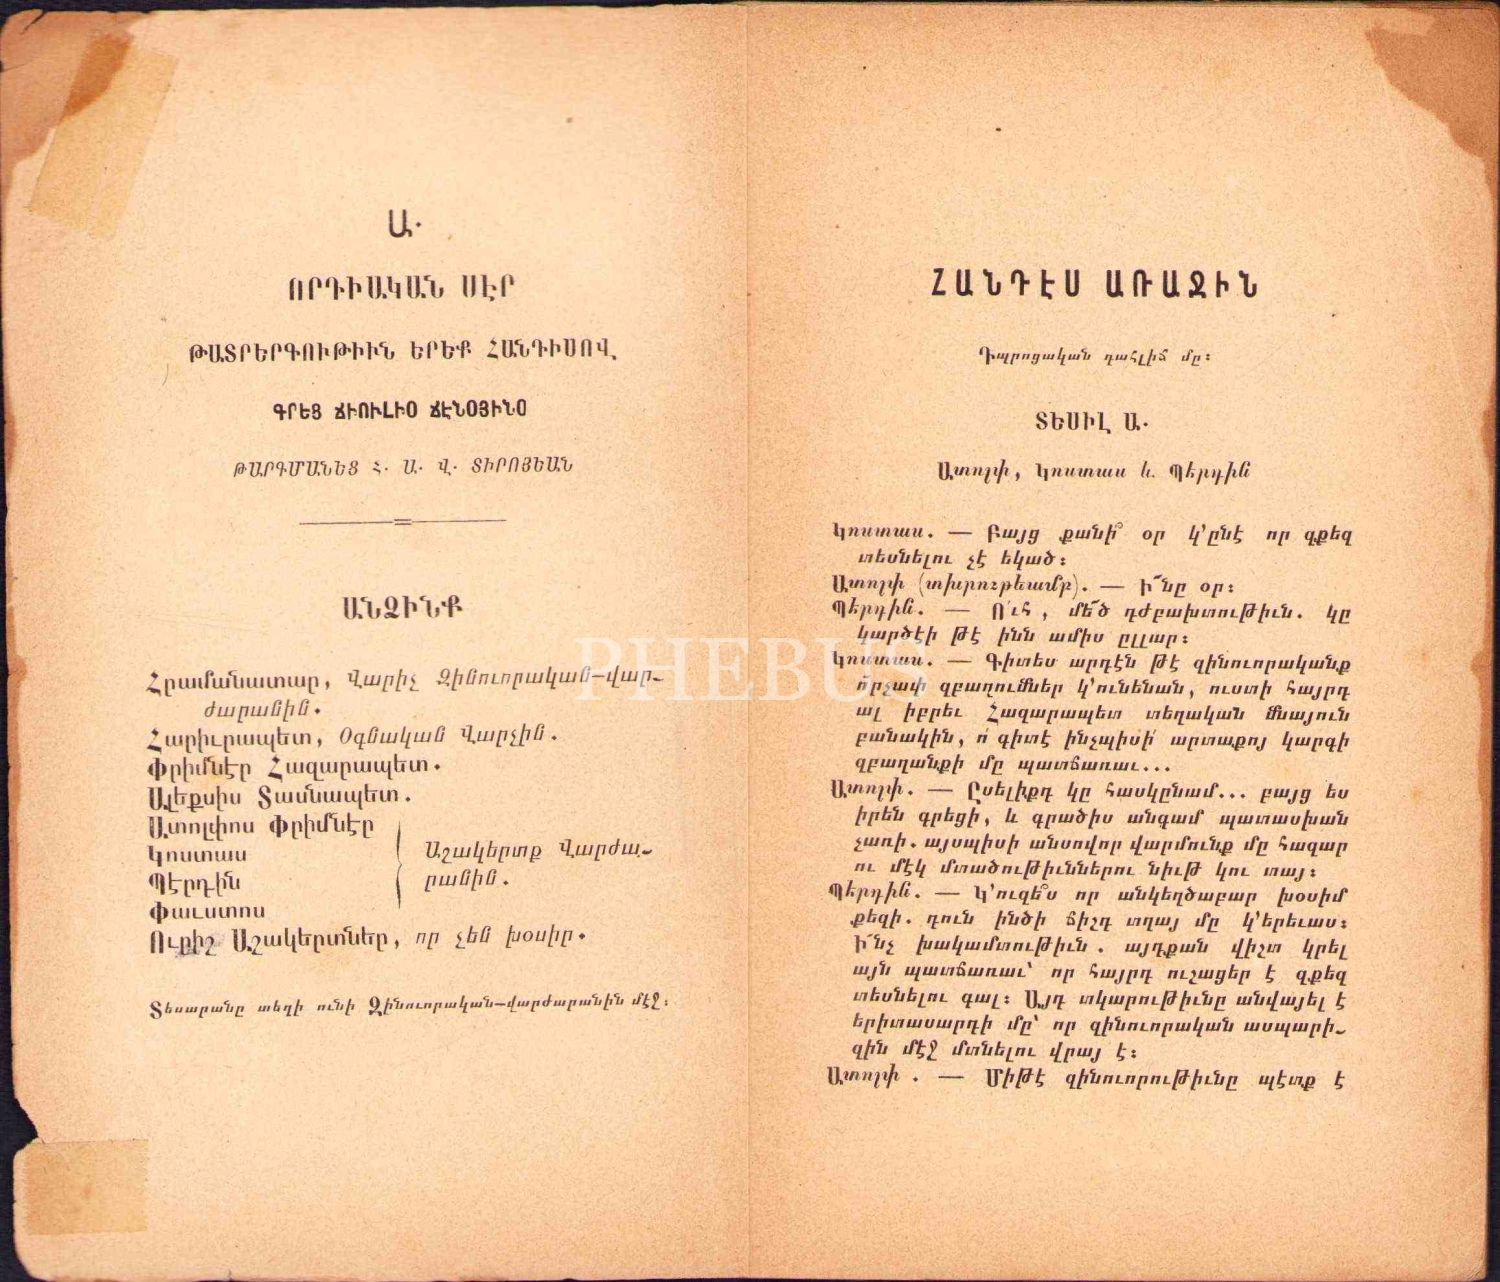 Ա.
ՈՐԴԻԱԿԱՆ ՍԷՐ
ԹԱՏՐԵՐԳՈՒԹԻՒՆ ԵՐԵՔ ՀԱՆԴԻՍՈՎ,
ԳՐԵՑ ՃԻՈՒԼԻՕ ՃԷՆՕՅԻՆՕ
ԹԱՐԳՄԱՆԵՑ Հ. Ա. Վ. ՏԻՐՈՅԵԱՆ
ԱՆՁԻՆՔ
Հրամանատար, Վարիչ Զինուորական-վար-
ժարանին.
Հարիւրապետ, Օգնական Վարչին.
Փրիմնէր Հազարապետ.
Ալեքսիս Տասնապետ.
Ատոլփոս Փրիմնէր
Կոստաս
Պէրդին
Փաւստոս
Աշակերտք Վարժա-
րանին.
Ուրիշ Աշակերտներ, որ չեն խօսիր.
Տեսարանը տեղի ունի Զինուորական-վարժարանին մէջ։
ՀԱՆԴԷՍ ԱՌԱՋԻՆ
Դպրոցական դահլիճ մը։
ՏԵՍԻԼ Ա.
Ատոլփ, Կոստաս և Պէրդին
Կոստաս. — Բայց քանի՞ օր կ՚ընէ որ զքեզ
տեսնելու չէ եկած։
Ատոլփ (տխրութեամբ). — Ի՜նը օր։
Պէրդին. — Ո՛ւհ, մե՜ծ դժբախտութիւն. կը
կարծէի թէ ինն ամիս ըլլար։
Կոստաս. — Գիտես արդէն թէ զինուորականք
ո՜րչափ զբաղումներ կ՚ունենան, ուստի հայրդ
ալ իբրեւ Հազարապետ տեղական մնայուն
բանակին, ո՛ գիտէ ինչպիսի՛ արտաքոյ կարգի
զբաղանքի մը պատճառաւ...
Ատոլփ. — Ըսելիքդ կը հասկընամ... բայց ես
իրեն գրեցի, և գրածիս անգամ պատասխան
չառի. այսպիսի անսովոր վարմունք մը հազար
ու մէկ մտածութիւններու նիւթ կու տայ։
Պէրդին. — Կ՚ուզե՞ս որ անկեղծաբար խօսիմ
քեզի. դուն ինծի ճիշդ տղայ մը կ՚երեւաս։
Ի՜նչ խակամտութիւն. այդքան վիշտ կրել
այն պատճառաւ՝ որ հայրդ ուշացեր է զքեզ
տեսնելու գալ։ Այդ տկարութիւնը անվայել է
երիտասարդի մը՝ որ զինուորական ասպարի-
զին մէջ մտնելու վրայ է։
Ատոլփ. — Միթէ զինուորութիւնը պէտք է
PHEBUS